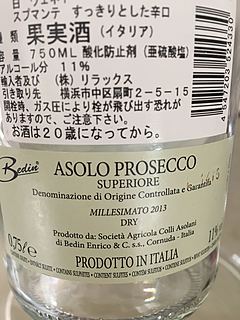 スプマンテ すっきりとした辛口
果実酒 (イタリア)
750ML 酸化防止剤(亜硫酸塩)
アルコール分 11%
輸入者及び (株)リラックス
引取先 横浜市中区扇町2-5-15
開栓時、ガス圧により栓が飛び出す恐れが
ありますので、ご注意下さい。
お酒は20歳になってから。
Bedin
ASOLO PROSECCO
SUPERIORE
Denominazione di Origine Controllata e Garantita
MILLESIMATO 2013
DRY
0,75ℓ e
Prodotto da: Società Agricola Colli Asolani
di Bedin Enrico & C. s.s., Cornuda - Italia
11%
PRODOTTO IN ITALIA